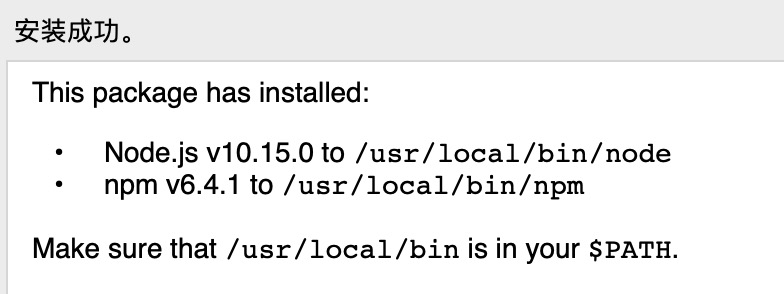 安装成功。
This package has installed:
• Node.js v10.15.0 to /usr/local/bin/node
• npm v6.4.1 to /usr/local/bin/npm
Make sure that /usr/local/bin is in your $PATH.